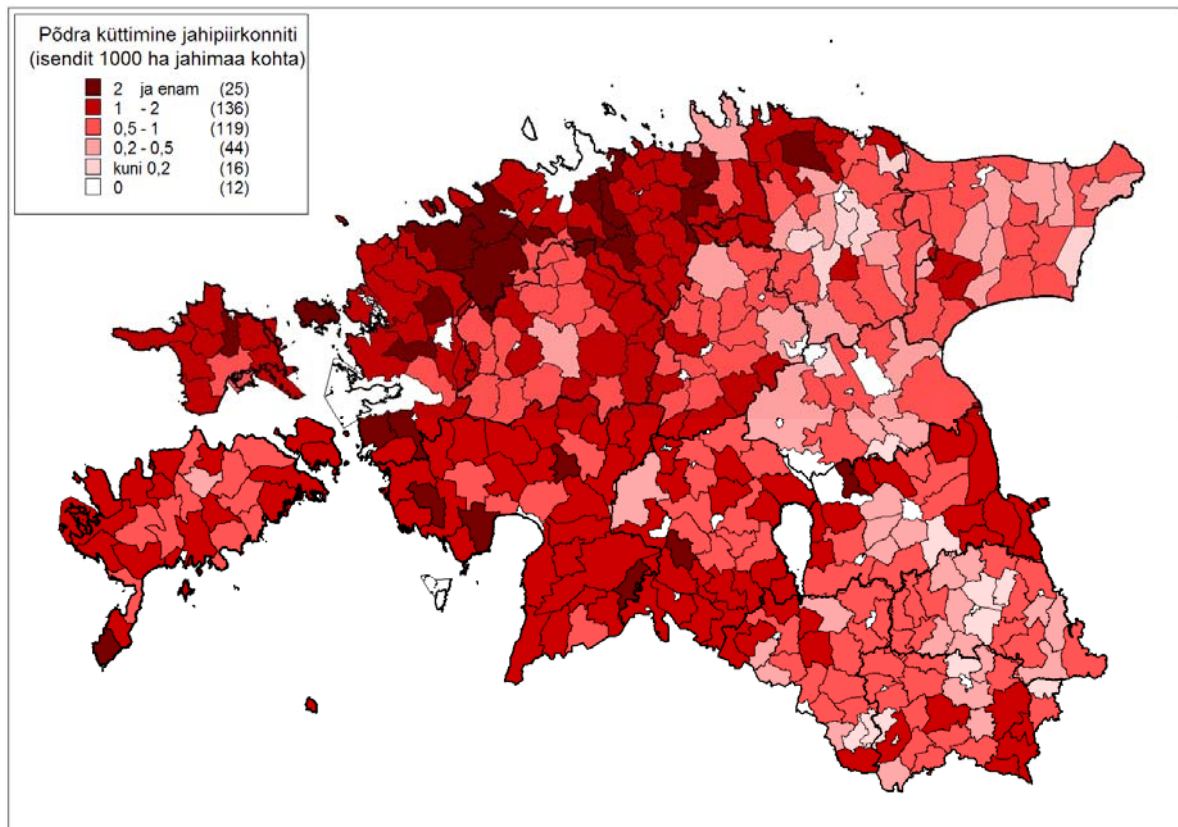 Põdra küttimine jahipiirkonniti
(isendit 1000 ha jahimaa kohta)
2 ja enam (25)
1 - 2 (136)
0,5 - 1 (119)
0,2 - 0,5 (44)
kuni 0,2 (16)
0 (12)